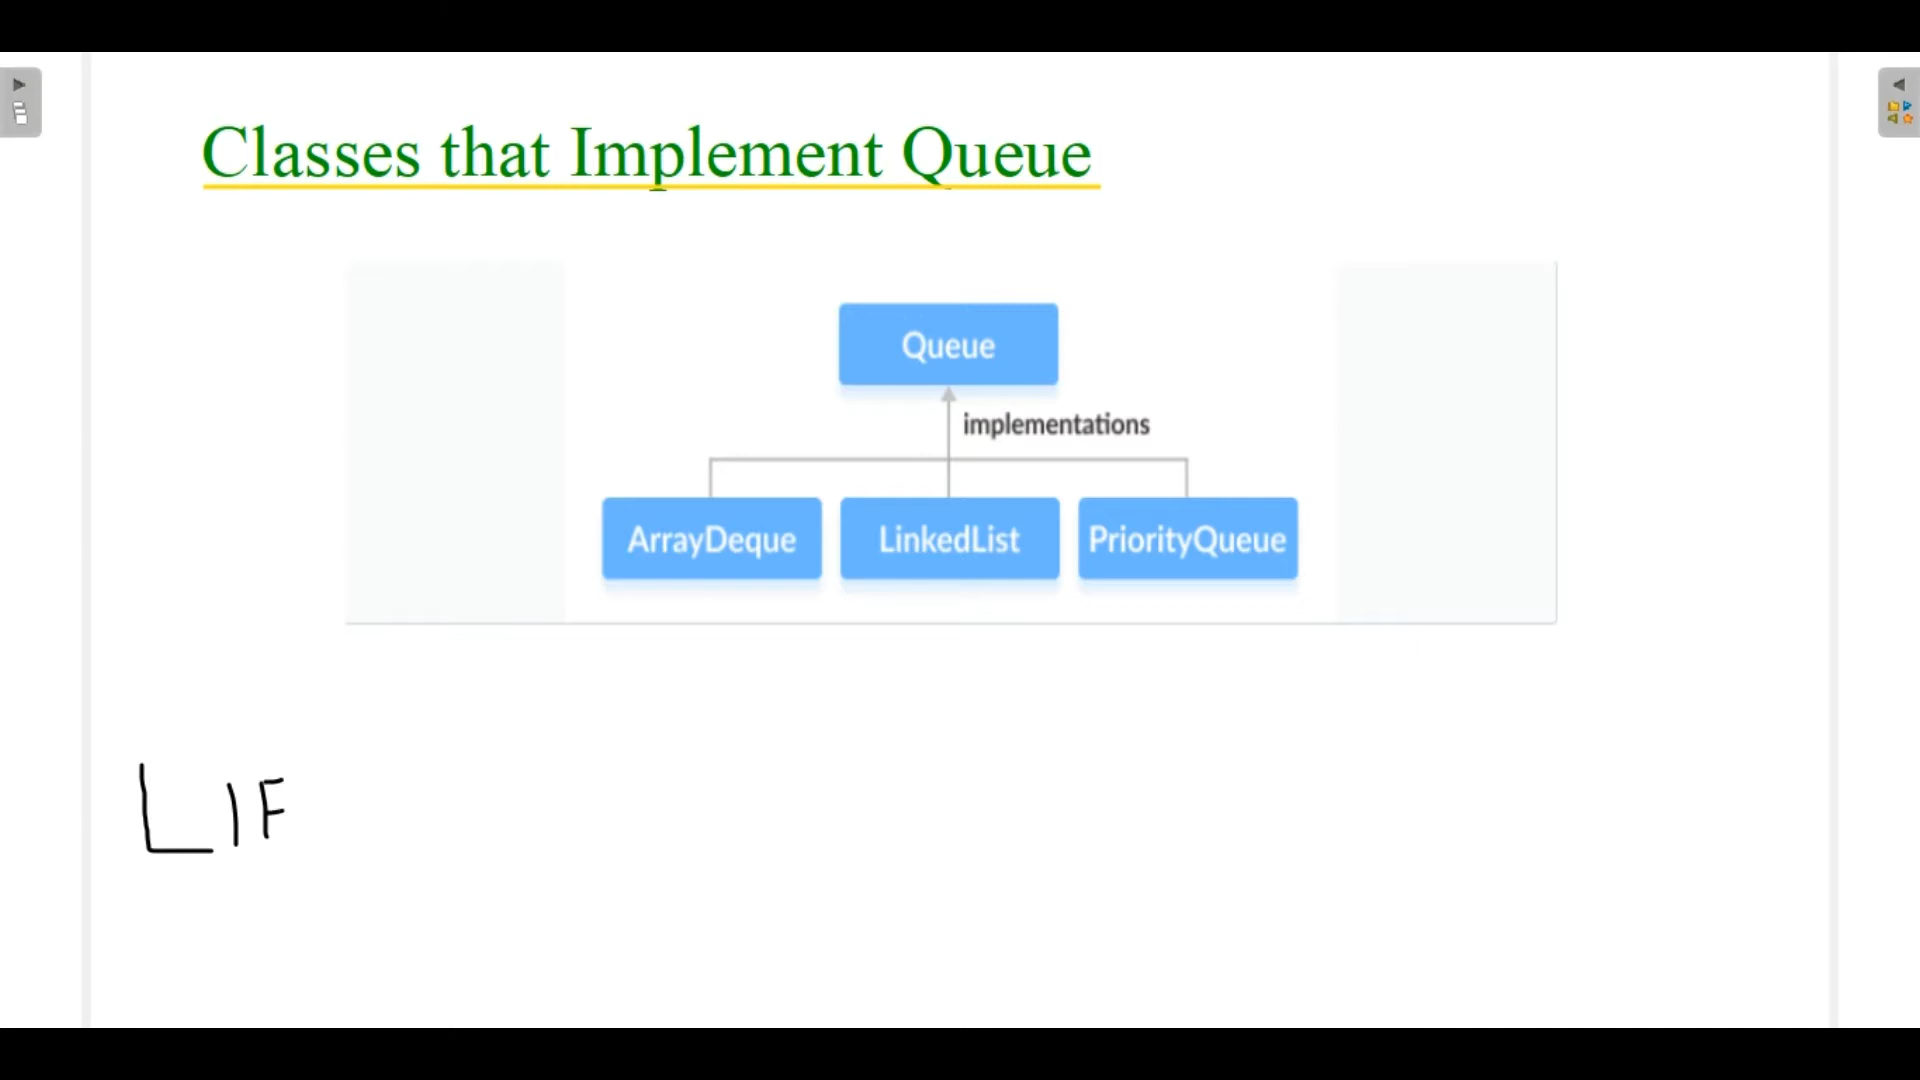 Classes that Implement Queue
Queue
implementations
ArrayDeque LinkedList PriorityQueue
LIF